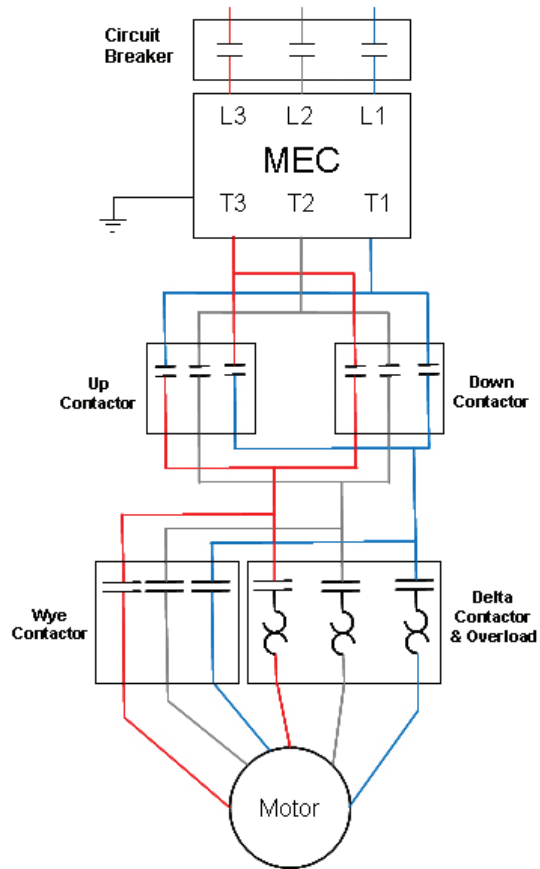 Circuit
Breaker
L3 L2 L1
MEC
T3 T2 T1
Up
Contactor
Down
Contactor
Wye
Contactor
Delta
Contactor
& Overload
Motor